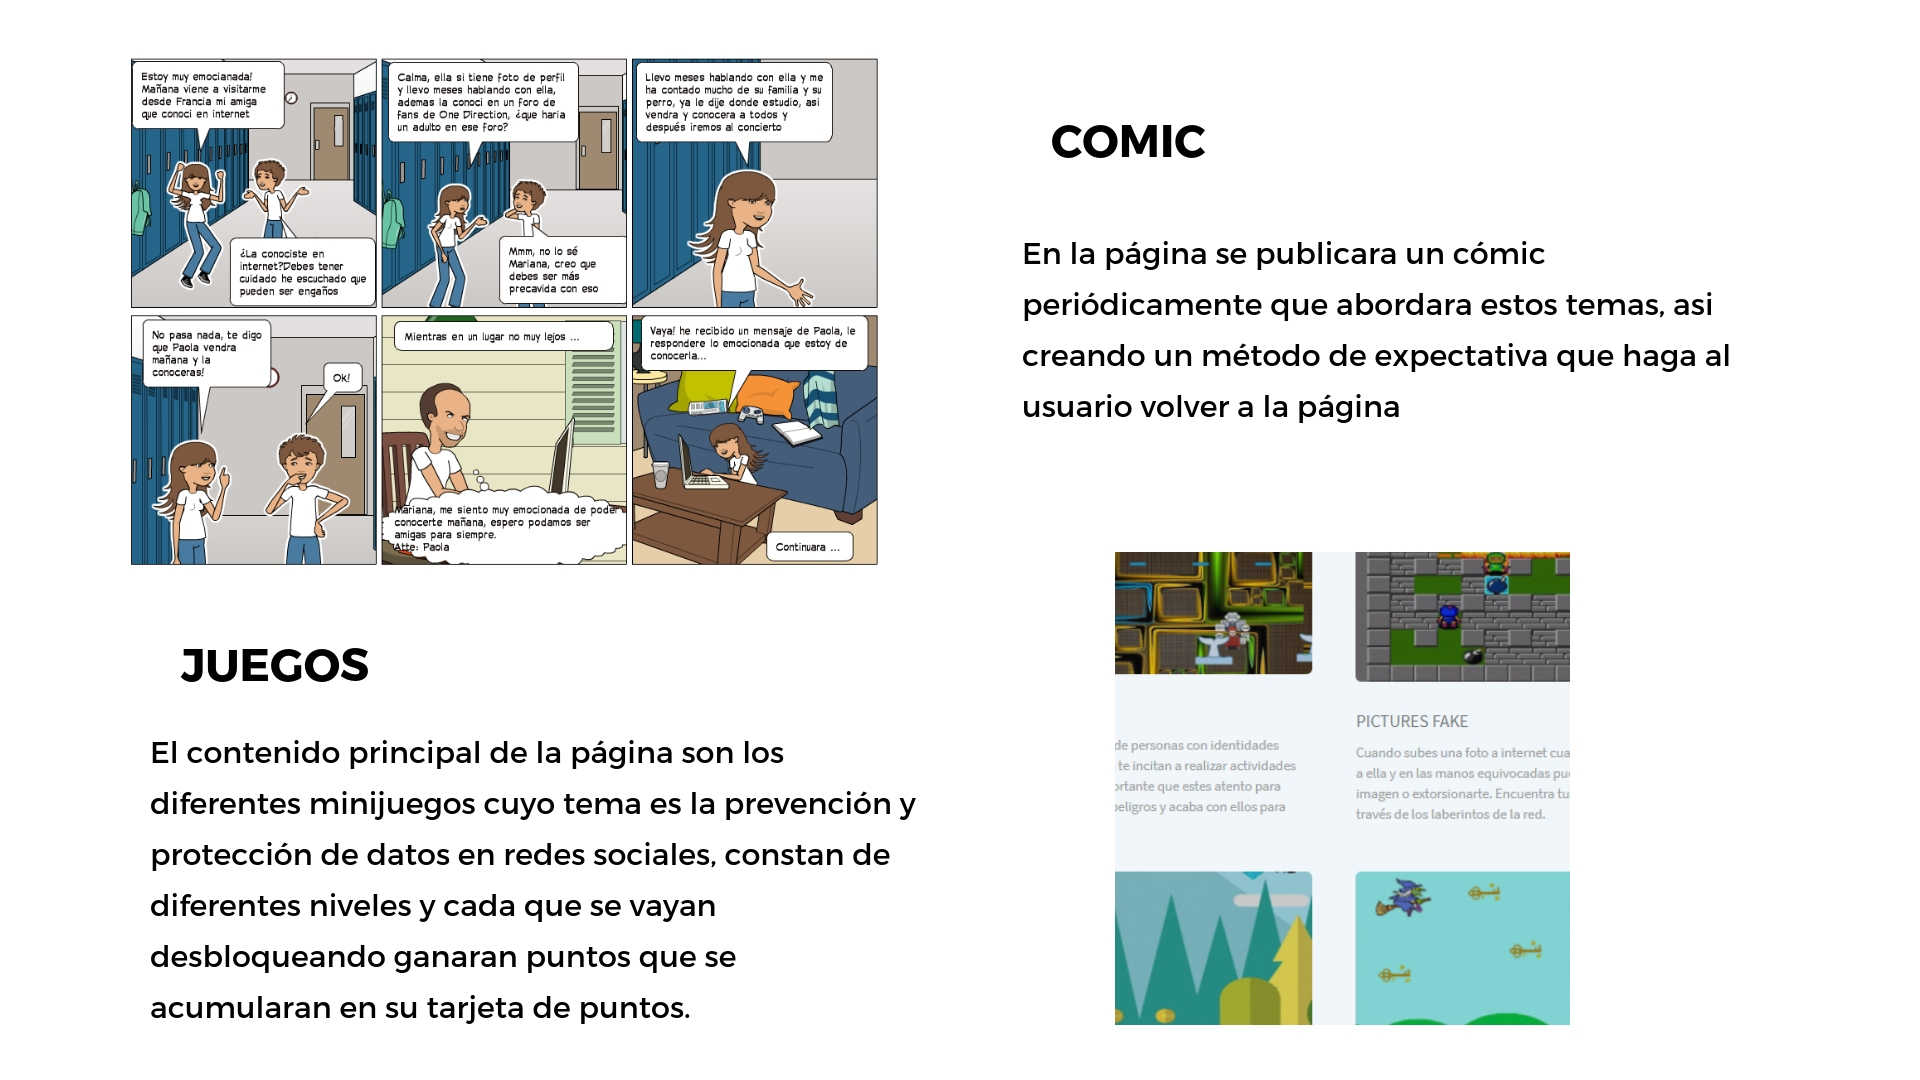 Estoy muy emocianada!
Mañana viene a visitarme
desde Francia mi amiga
que conoci en internet
¿La conociste en
internet?Debes tener
cuidado he escuchado que
pueden ser engaños
Calma, ella si tiene foto de perfil
y llevo meses hablando con ella,
ademas la conoci en un foro de
fans de One Direction, ¿que haria
un adulto en ese foro?
Mmm, no lo sé
Mariana, creo que
debes ser más
precavida con eso
Llevo meses hablando con ella y me
ha contado mucho de su familia y su
perro, ya le dije donde estudio, asi
vendra y conocera a todos y
después iremos al concierto
No pasa nada, te digo
que Paola vendra
mañana y la
conoceras!
Ok!
Mientras en un lugar no muy lejos ...
Mariana, me siento muy emocionada de poder
conocerte mañana, espero podamos ser
amigas para siempre.
Atte: Paola
Vaya! he recibido un mensaje de Paola, le
respondere lo emocionada que estoy de
conocerla...
Continuara ...
COMIC
En la página se publicara un cómic
periódicamente que abordara estos temas, asi
creando un método de expectativa que haga al
usuario volver a la página
JUEGOS
El contenido principal de la página son los
diferentes minijuegos cuyo tema es la prevención y
protección de datos en redes sociales, constan de
diferentes niveles y cada que se vayan
desbloqueando ganaran puntos que se
acumularan en su tarjeta de puntos.
de personas con identidades
te incitan a realizar actividades
ortante que estes atento para
peligros y acaba con ellos para
PICTURES FAKE
Cuando subes una foto a internet cua
a ella y en las manos equivocadas pu
imagen o extorsionarte. Encuentra tu
través de los laberintos de la red.